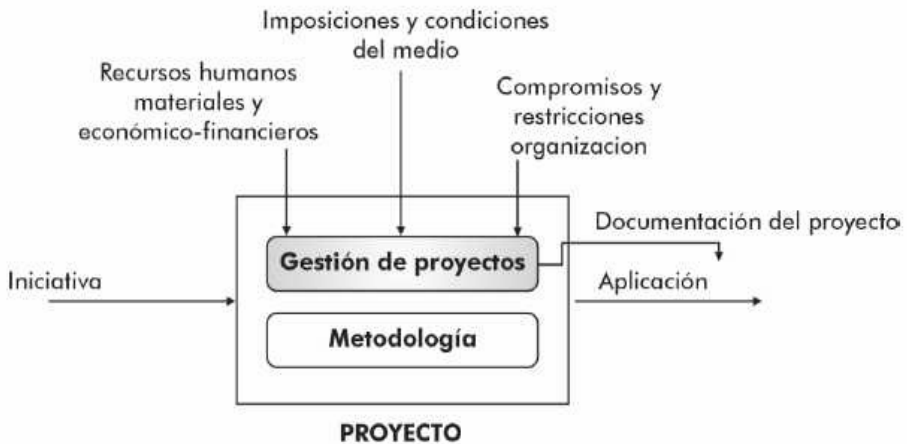 Imposiciones y condiciones
del medio
Recursos humanos
materiales y
económico-financieros
Compromisos y
restricciones
organizacion
Documentación del proyecto
Gestión de proyectos
Iniciativa
Aplicación
Metodología
PROYECTO